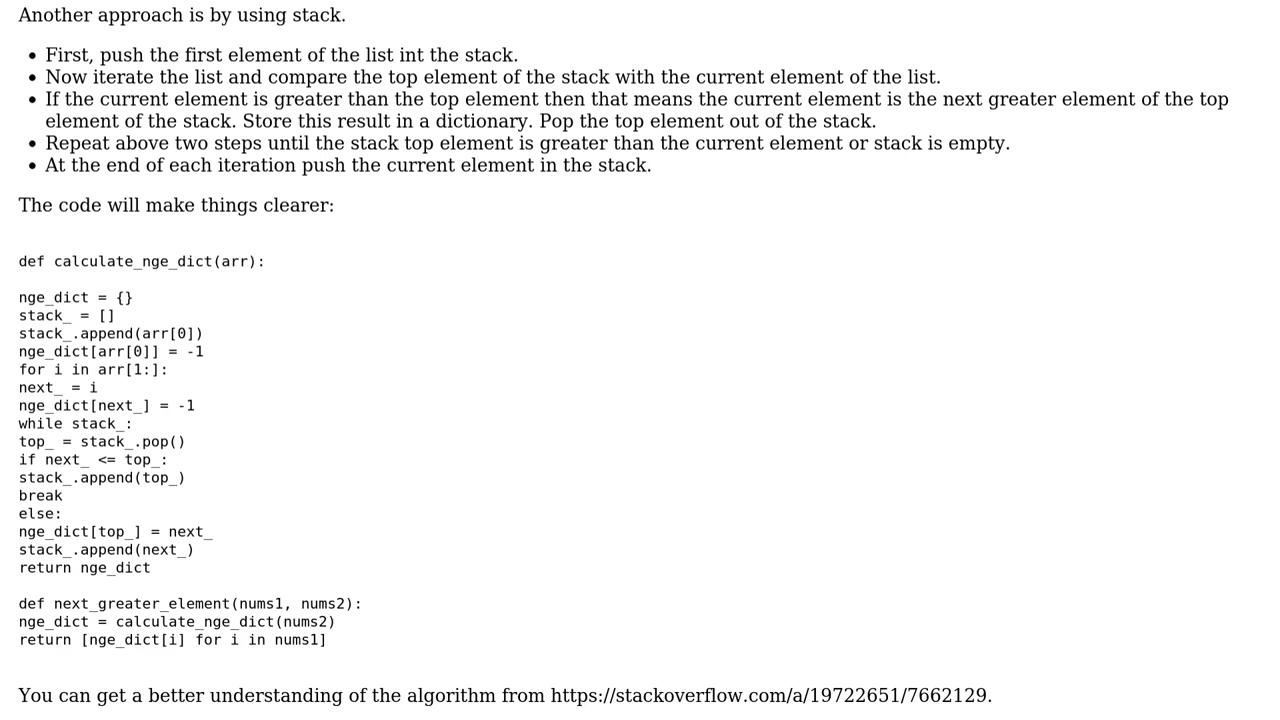 Another approach is by using stack.
• First, push the first element of the list int the stack.
• Now iterate the list and compare the top element of the stack with the current element of the list.
• If the current element is greater than the top element then that means the current element is the next greater element of the top
element of the stack. Store this result in a dictionary. Pop the top element out of the stack.
• Repeat above two steps until the stack top element is greater than the current element or stack is empty.
• At the end of each iteration push the current element in the stack.
The code will make things clearer:
def calculate_nge_dict(arr):
nge_dict = {}
stack_ = []
stack_.append(arr[0])
nge_dict[arr[0]] = -1
for i in arr[1:]:
next_ = i
nge_dict[next_] = -1
while stack_:
top_ = stack_.pop()
if next_ <= top_:
stack_.append(top_)
break
else:
nge_dict[top_] = next_
stack_.append(next_)
return nge_dict
def next_greater_element(nums1, nums2):
nge_dict = calculate_nge_dict(nums2)
return [nge_dict[i] for i in nums1]
You can get a better understanding of the algorithm from https://stackoverflow.com/a/19722651/7662129.